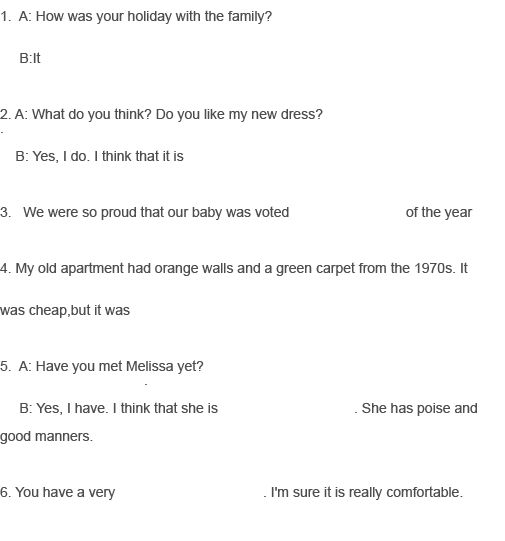 1. A: How was your holiday with the family?
B:It
2. A: What do you think? Do you like my new dress?
.
B: Yes, I do. I think that it is
3. We were so proud that our baby was voted of the year
4. My old apartment had orange walls and a green carpet from the 1970s. It
was cheap,but it was
5. A: Have you met Melissa yet?
.
B: Yes, I have. I think that she is . She has poise and
good manners.
6. You have a very . I'm sure it is really comfortable.